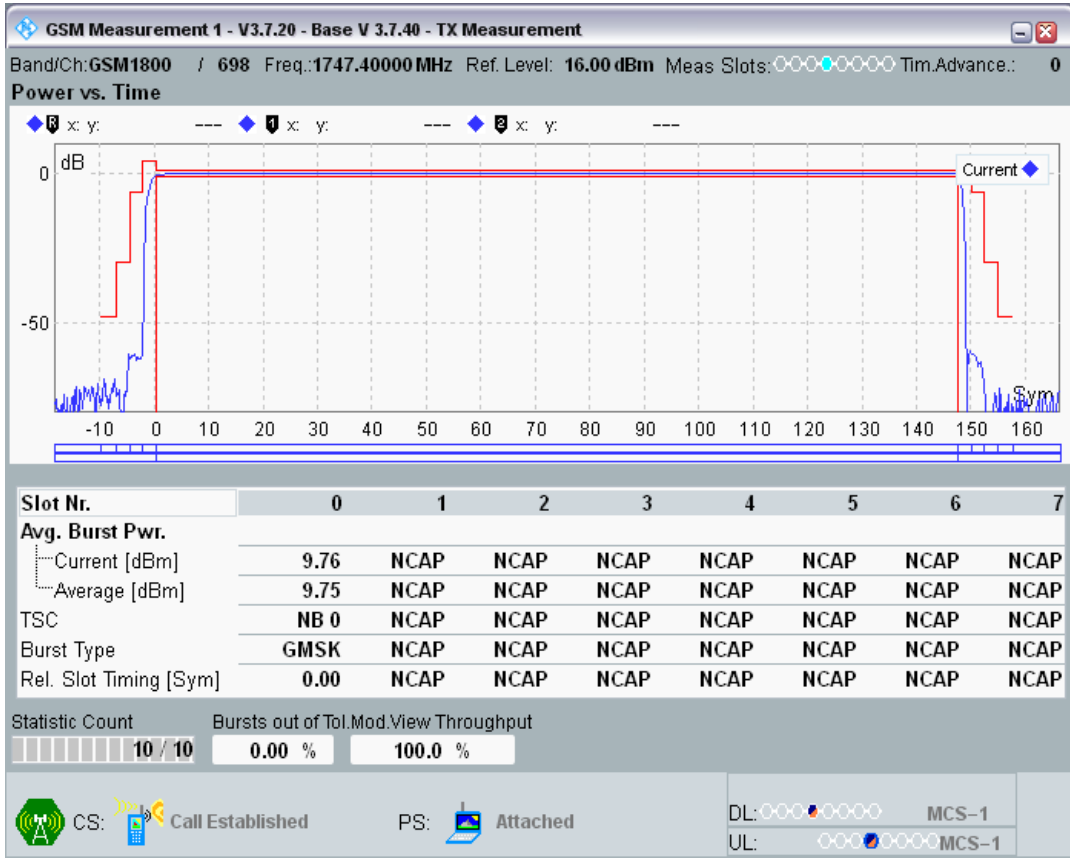 GSM Measurement 1 - V3.7.20 - Base V 3.7.40 - TX Measurement
Band/Ch:GSM1800 / 698 Freq.:1747.40000 MHz Ref. Level: 16.00 dBm Meas Slots: Tim.Advance.: 0
Power vs. Time
R x: y: --- 1 x: y: --- 2 x: y: ---
dB
0
Current
-50
Sym
-10 0 10 20 30 40 50 60 70 80 90 100 110 120 130 140 150 160
Slot Nr. 0 1 2 3 4 5 6 7
Avg. Burst Pwr.
Current [dBm] 9.76 NCAP NCAP NCAP NCAP NCAP NCAP NCAP
Average [dBm] 9.75 NCAP NCAP NCAP NCAP NCAP NCAP NCAP
TSC NB 0 NCAP NCAP NCAP NCAP NCAP NCAP NCAP
Burst Type GMSK NCAP NCAP NCAP NCAP NCAP NCAP NCAP
Rel. Slot Timing [Sym] 0.00 NCAP NCAP NCAP NCAP NCAP NCAP NCAP
Statistic Count Bursts out of Tol. Mod.View Throughput
10 / 10 0.00 % 100.0 %
CS: Call Established PS: Attached
DL: MCS-1
UL: MCS-1